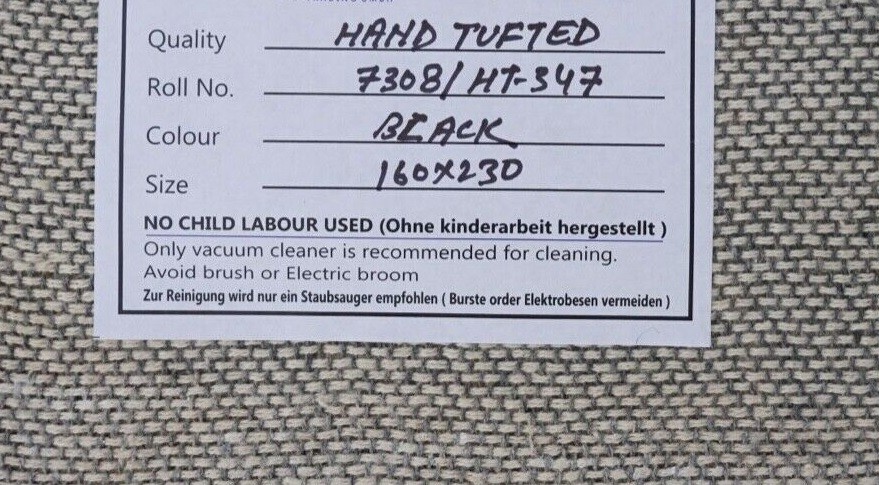 Quality HAND TUFTED
Roll No. 7308/HT-347
Colour BLACK
Size 160X230
NO CHILD LABOUR USED (Ohne kinderarbeit hergestellt )
Only vacuum cleaner is recommended for cleaning.
Avoid brush or Electric broom
Zur Reinigung wird nur ein Staubsauger empfohlen ( Burste order Elektrobesen vermeiden )